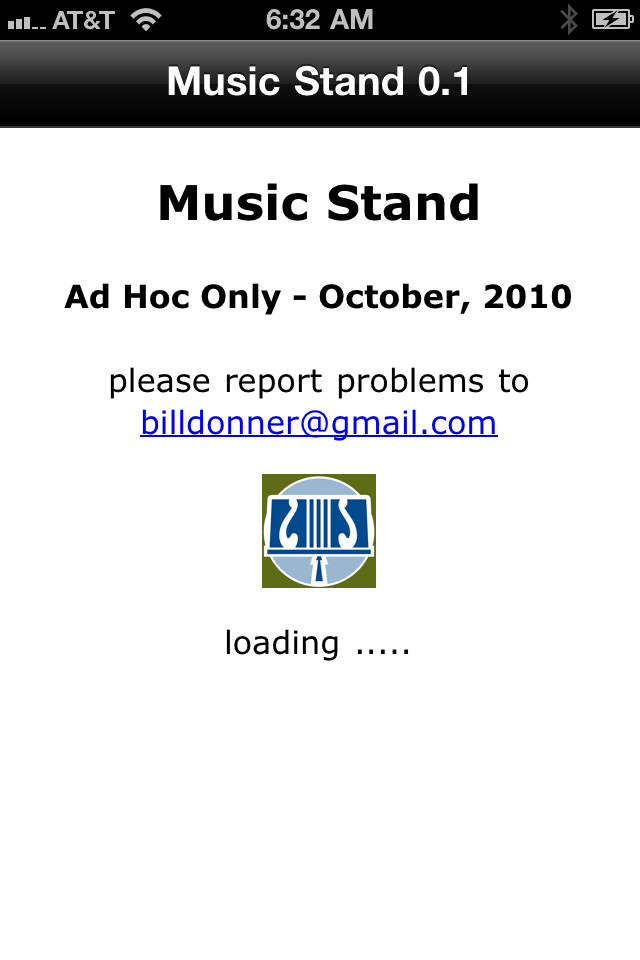 AT&T 6:32 AM
Music Stand 0.1
Music Stand
Ad Hoc Only - October, 2010
please report problems to
billdonner@gmail.com
loading .....